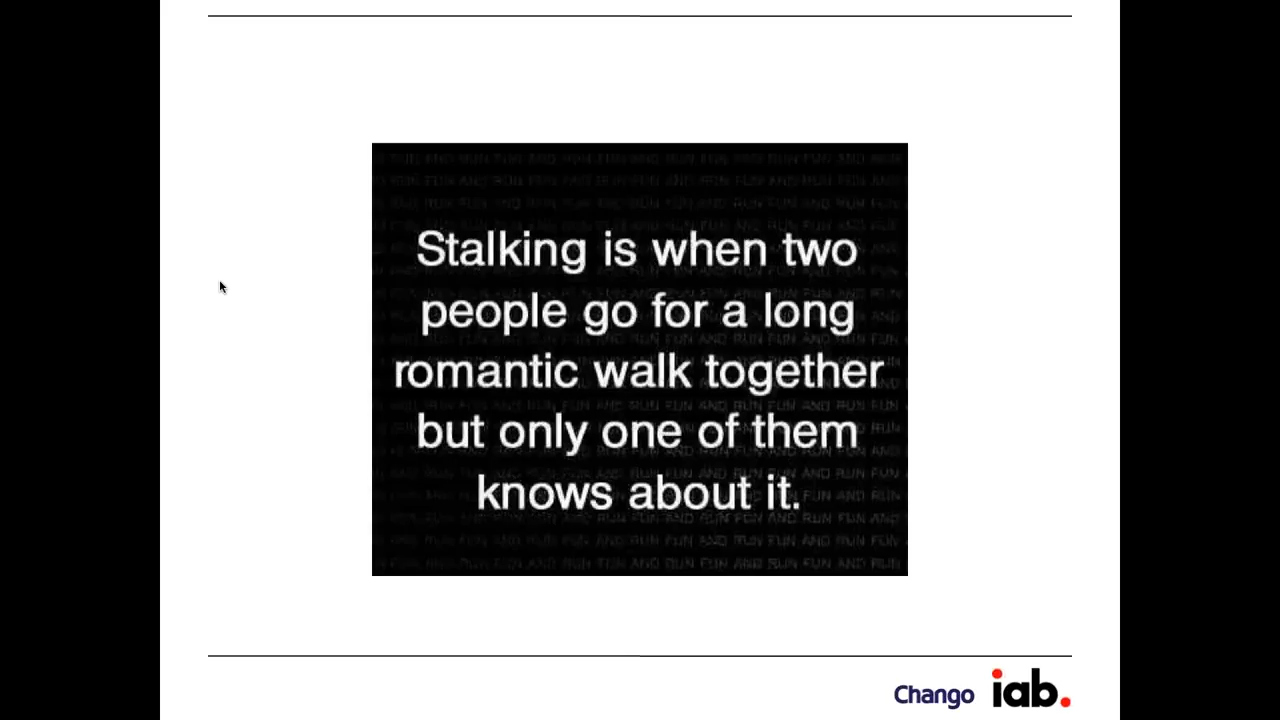 Stalking is when two
people go for a long
romantic walk together
but only one of them
knows about it.
Chango iab.